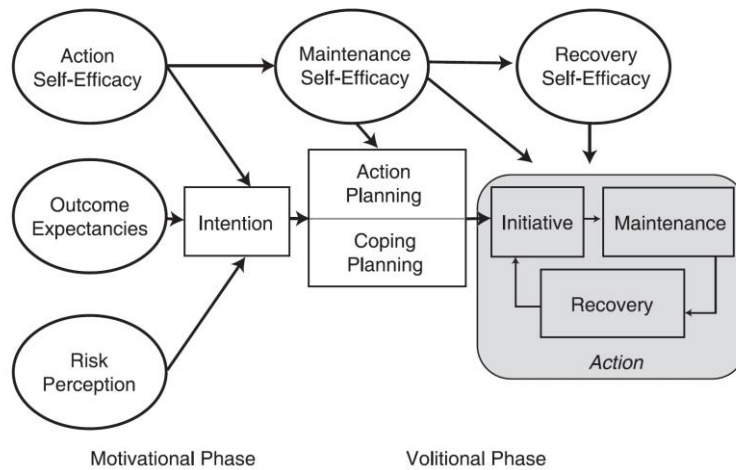 Action
Self-Efficacy
Maintenance
Self-Efficacy
Recovery
Self-Efficacy
Outcome
Expectancies
Intention
Action
Planning
Coping
Planning
Initiative
Maintenance
Recovery
Action
Risk
Perception
Motivational Phase
Volitional Phase